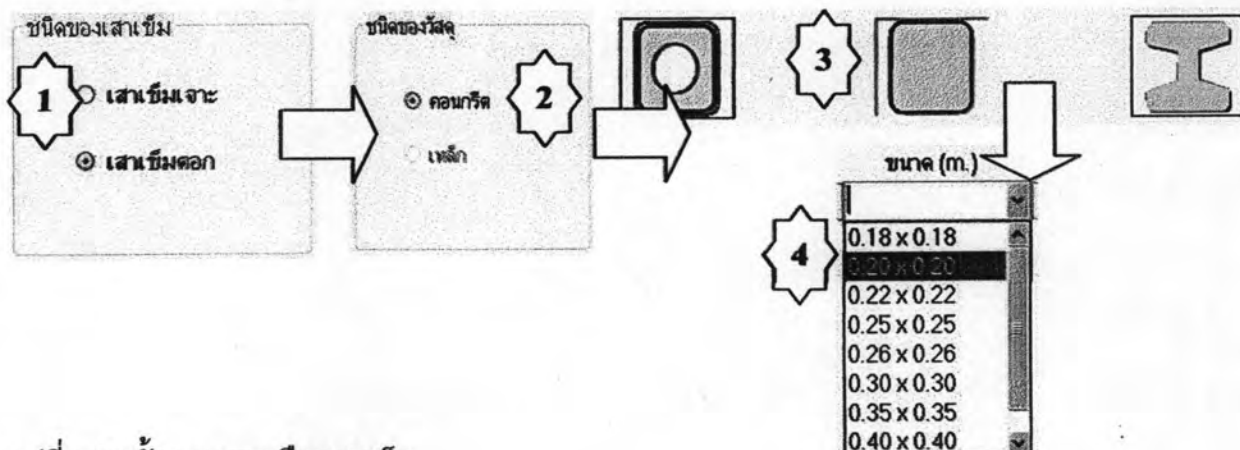 ชนิดของเสาเข็ม
1
เสาเข็มเจาะ
เสาเข็มตอก
ชนิดของวัสดุ
2
คอนกรีต
เหล็ก
3
ขนาด (m.)
4
0.18 x 0.18
0.20 x 0.20
0.22 x 0.22
0.25 x 0.25
0.26 x 0.26
0.30 x 0.30
0.35 x 0.35
0.40 x 0.40